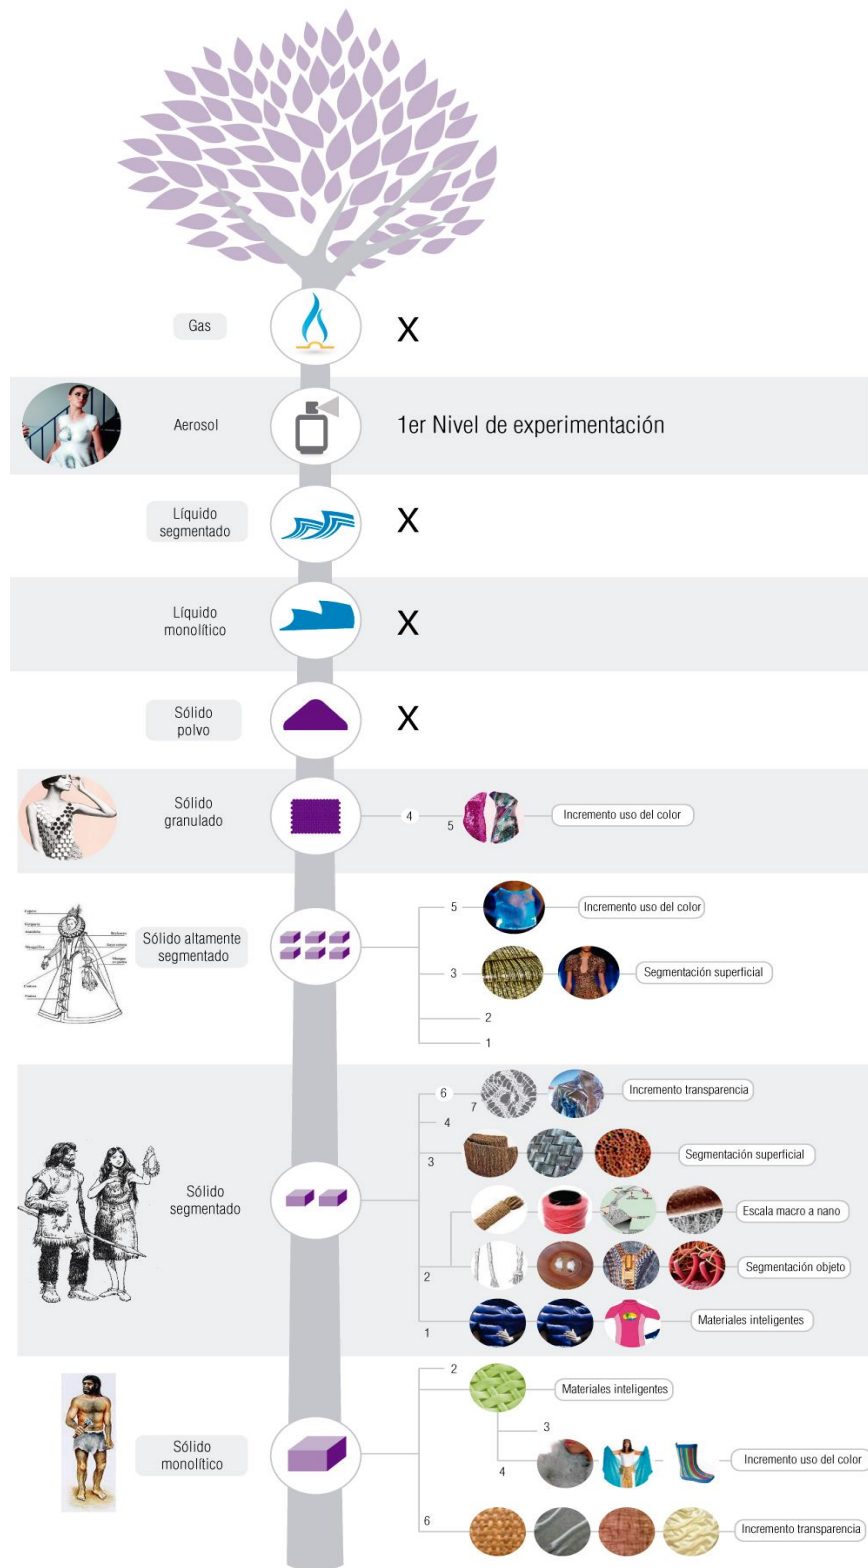 Gas
X
Aerosol
1er Nivel de experimentación
Líquido
segmentado
X
Líquido
monolítico
X
Sólido
polvo
X
Sólido
granulado
4
5
Incremento uso del color
Sólido altamente
segmentado
5
Incremento uso del color
3
Segmentación superficial
2
1
Sólido
segmentado
6
7
Incremento transparencia
4
3
Segmentación superficial
Escala macro a nano
2
Segmentación objeto
1
Materiales inteligentes
Sólido
monolítico
2
Materiales inteligentes
3
4
Incremento uso del color
6
Incremento transparencia